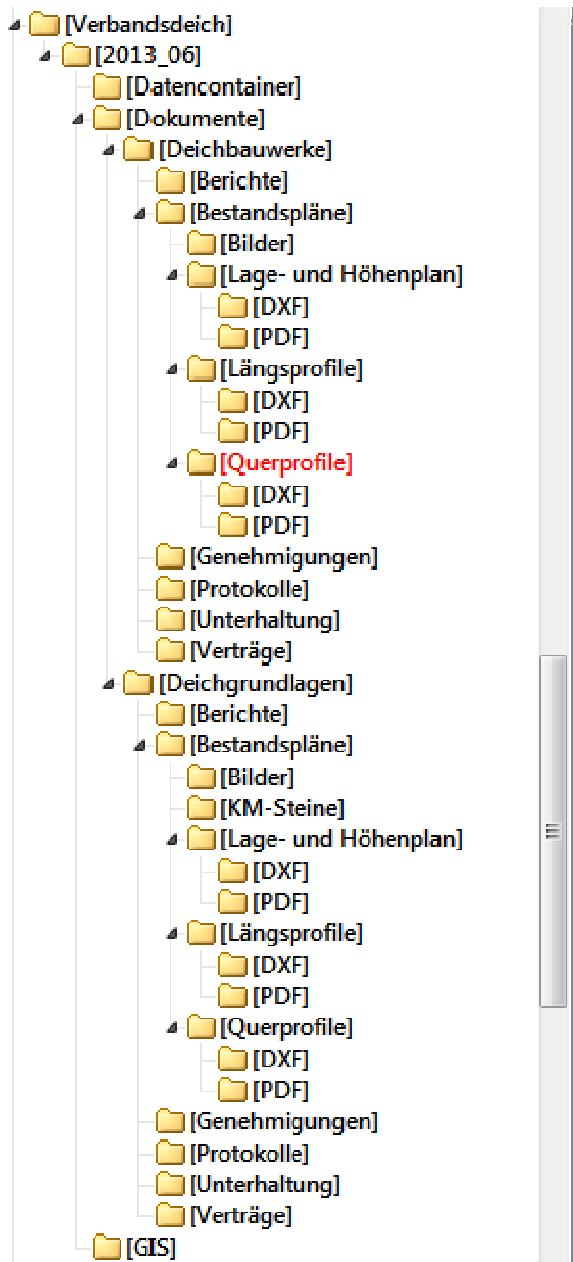 [Verbandsdeich]
[2013_06]
[Datencontainer]
[Dokumente]
[Deichbauwerke]
[Berichte]
[Bestandspläne]
[Bilder]
[Lage- und Höhenplan]
[DXF]
[PDF]
[Längsprofile]
[DXF]
[PDF]
[Querprofile]
[DXF]
[PDF]
[Genehmigungen]
[Protokolle]
[Unterhaltung]
[Verträge]
[Deichgrundlagen]
[Berichte]
[Bestandspläne]
[Bilder]
[KM-Steine]
[Lage- und Höhenplan]
[DXF]
[PDF]
[Längsprofile]
[DXF]
[PDF]
[Querprofile]
[DXF]
[PDF]
[Genehmigungen]
[Protokolle]
[Unterhaltung]
[Verträge]
[GIS]